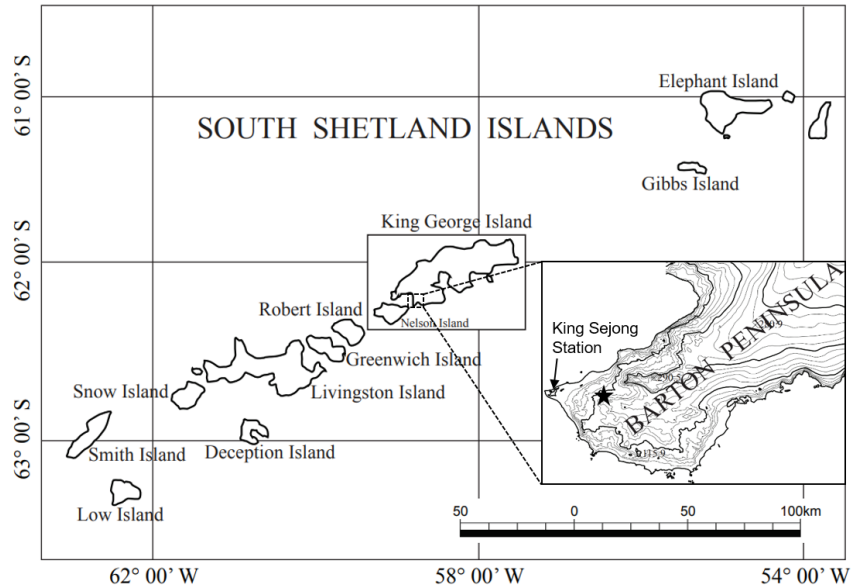 61° 00' S
62° 00' S
63° 00' S
Elephant Island
SOUTH SHETLAND ISLANDS
Gibbs Island
King George Island
Nelson Island
Robert Island
Greenwich Island
Livingston Island
Snow Island
Smith Island
Deception Island
Low Island
King Sejong
Station
BARTON PENINSULA
50 0 50 100km
62° 00' W 58° 00' W 54° 00' W